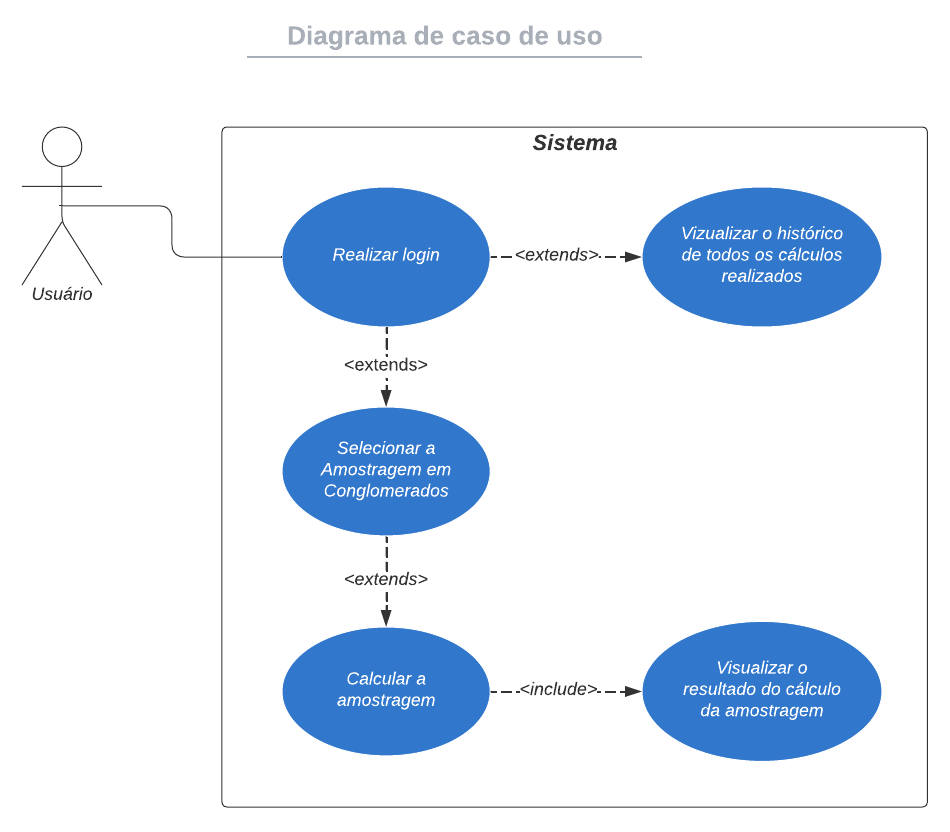 Diagrama de caso de uso
Sistema
Usuário
Realizar login
<extends>
Vizualizar o histórico
de todos os cálculos
realizados
<extends>
Selecionar a
Amostragem em
Conglomerados
<extends>
Calcular a
amostragem
<include>
Visualizar o
resultado do cálculo
da amostragem